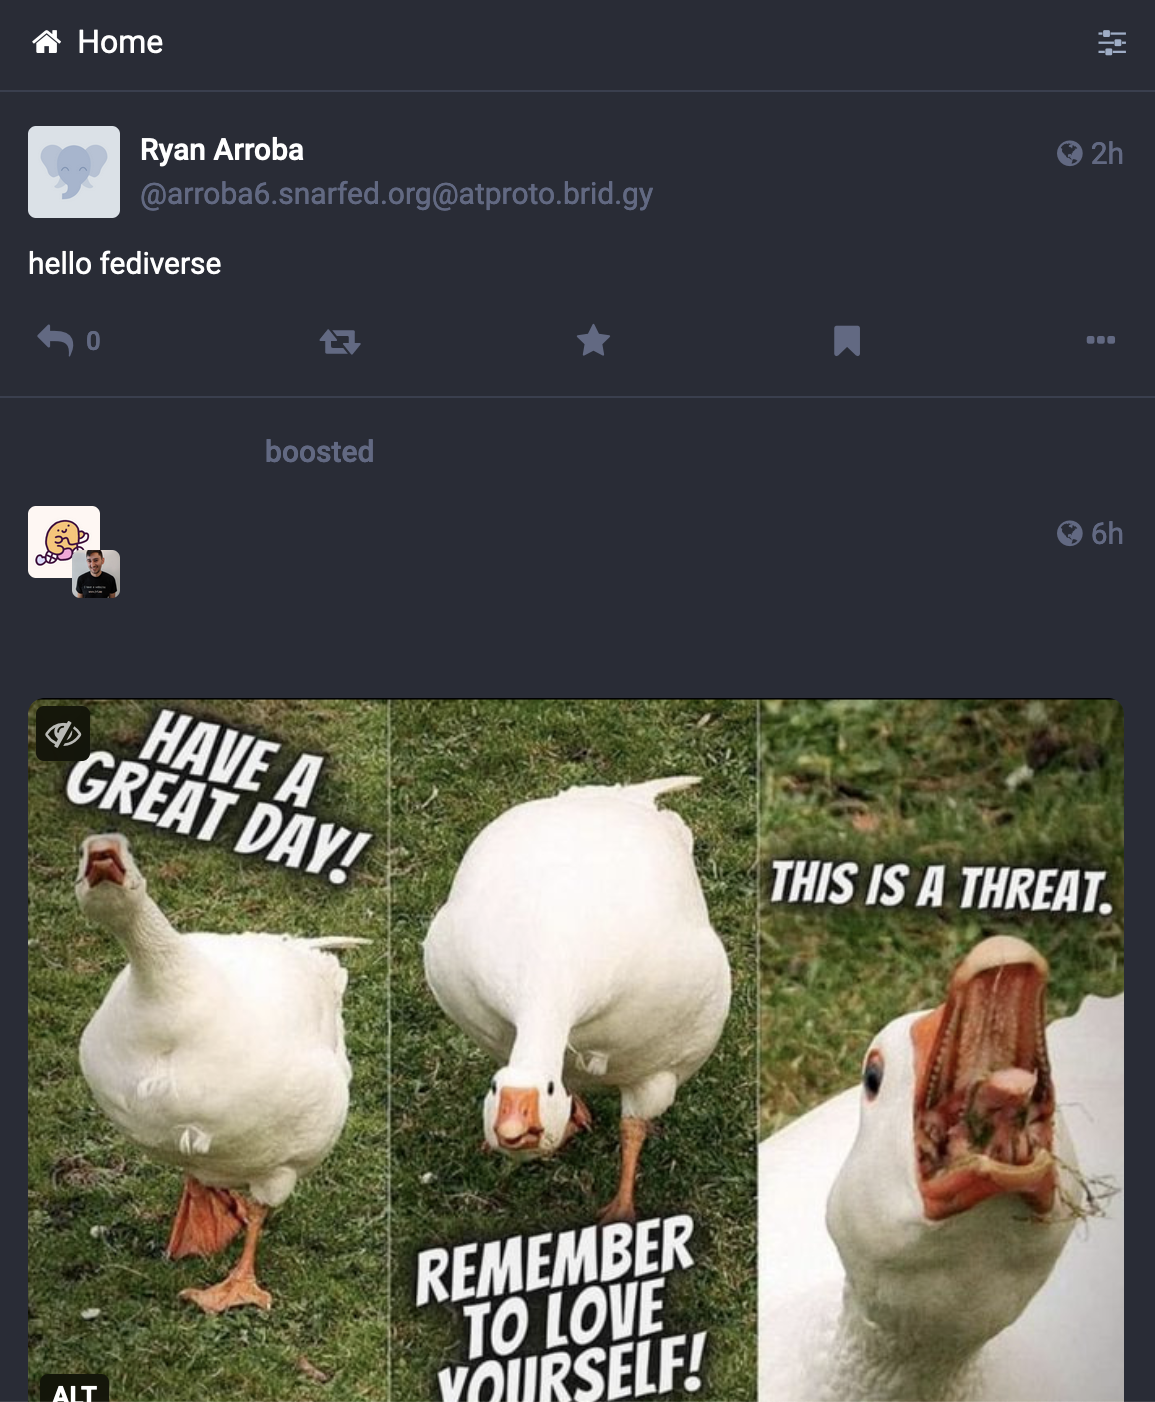 Home
Ryan Arroba
2h
@arroba6.snarfed.org@atproto.brid.gy
hello fediverse
0
boosted
6h
HAVE A
GREAT DAY!
THIS IS A THREAT.
REMEMBER
TO LOVE
YOURSELF!
ALT